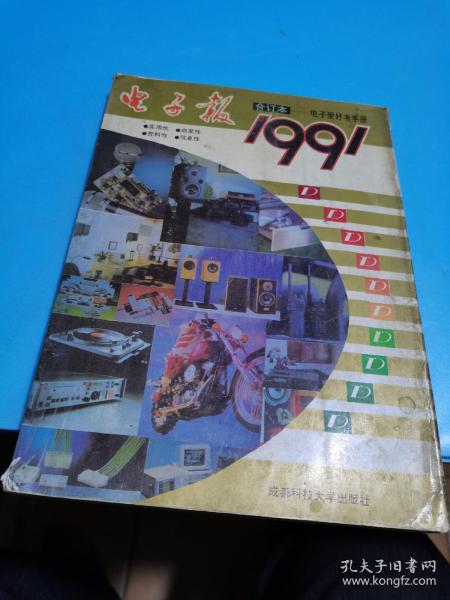 电子报
合订本
电子爱好者手册
●实用性 ●启发性
●资料性 ●信息性
1991
D
D
D
D
D
D
D
D
D
D
成都科技大学出版社
孔夫子旧书网
www.kongfz.com